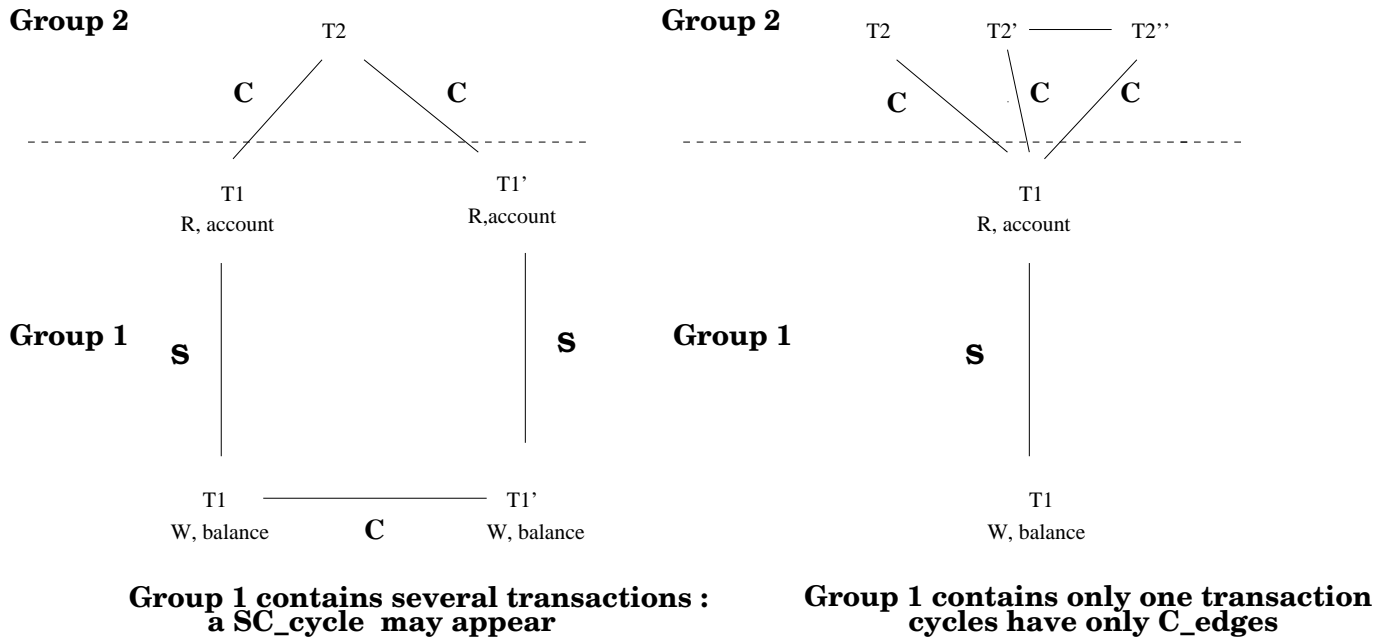 Group 2
T2
C
C
T1
R, account
T1'
R,account
Group 1
S
S
T1
W, balance
C
T1'
W, balance
Group 1 contains several transactions :
a SC_cycle may appear
Group 2
T2
T2'
T2''
C
C
C
T1
R, account
Group 1
S
T1
W, balance
Group 1 contains only one transaction
cycles have only C_edges